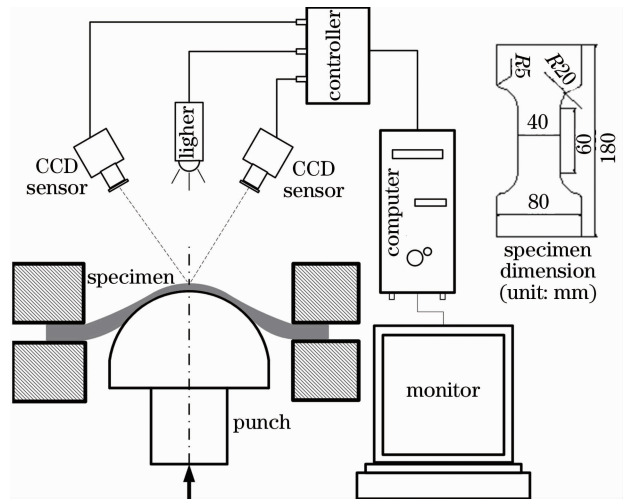 controller
R5
R20
ligher
40
60
180
CCD
sensor
CCD
sensor
computer
80
specimen
dimension
(unit: mm)
specimen
monitor
punch